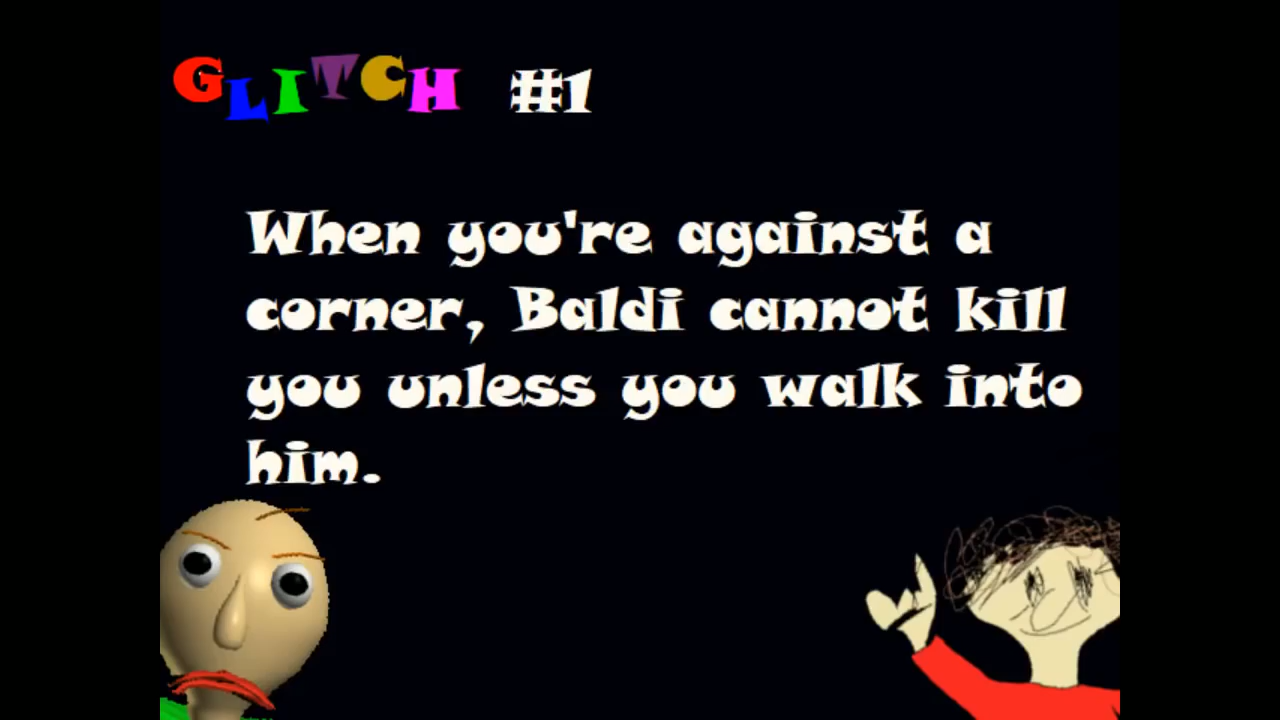 GLITCH #1
When you're against a
corner, Baldi cannot kill
you unless you walk into
him.